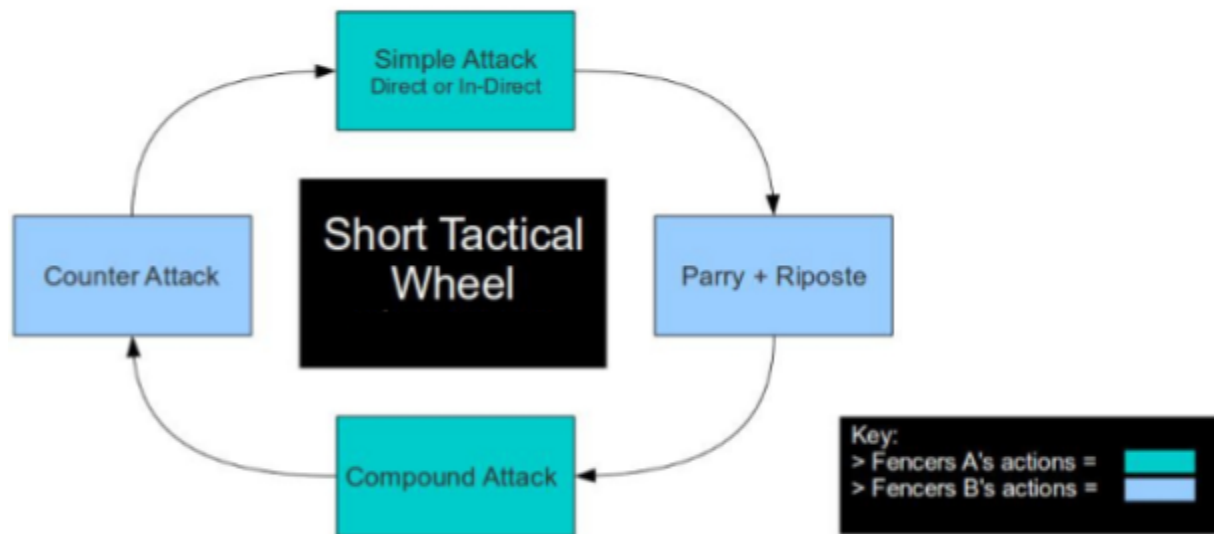 Simple Attack
Direct or In-Direct
Short Tactical
Wheel
Counter Attack
Parry + Riposte
Compound Attack
Key:
> Fencers A's actions =
> Fencers B's actions =